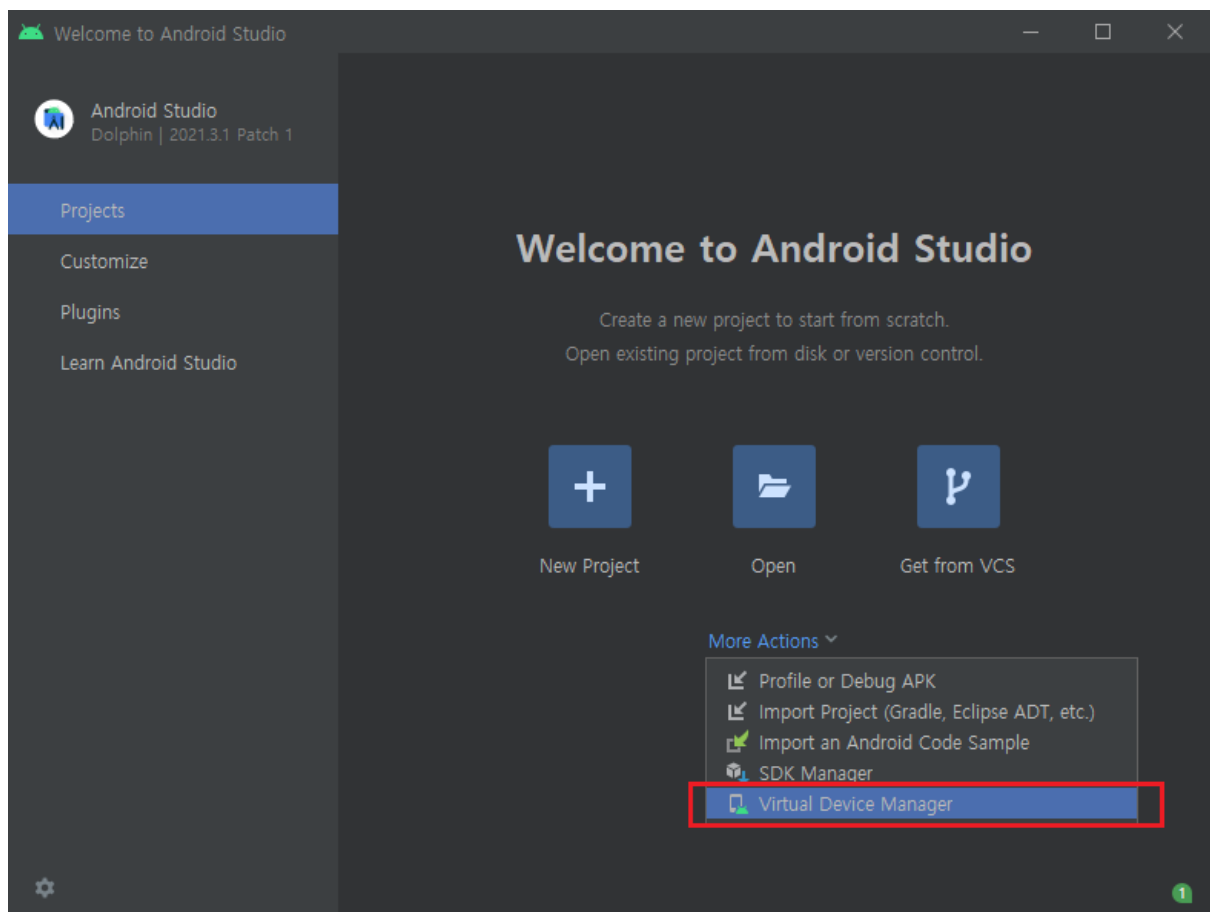 Welcome to Android Studio
Android Studio
Dolphin | 2021.3.1 Patch 1
Projects
Customize
Plugins
Learn Android Studio
Welcome to Android Studio
Create a new project to start from scratch.
Open existing project from disk or version control.
New Project
Open
Get from VCS
More Actions
Profile or Debug APK
Import Project (Gradle, Eclipse ADT, etc.)
Import an Android Code Sample
SDK Manager
Virtual Device Manager
1